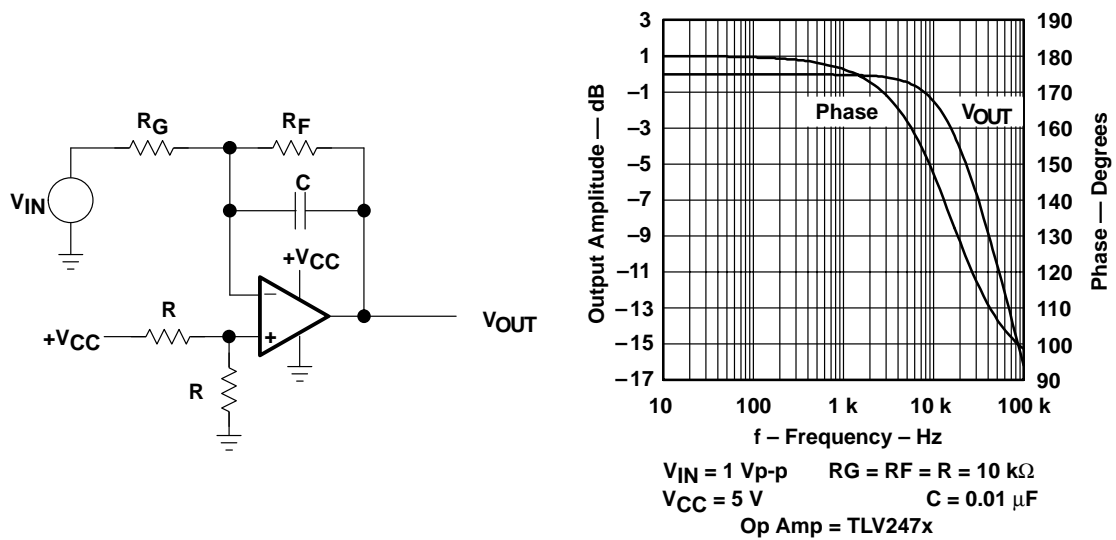 RG
RF
C
VIN
+VCC
–
R
+
VOUT
+VCC
R
3
1
–1
–3
–5
–7
–9
–11
–13
–15
–17
Output Amplitude — dB
Phase
VOUT
190
180
170
160
150
140
130
120
110
100
90
Phase — Degrees
10
100
1 k
10 k
100 k
f – Frequency – Hz
VIN = 1 Vp-p RG = RF = R = 10 kΩ
VCC = 5 V C = 0.01 μF
Op Amp = TLV247x